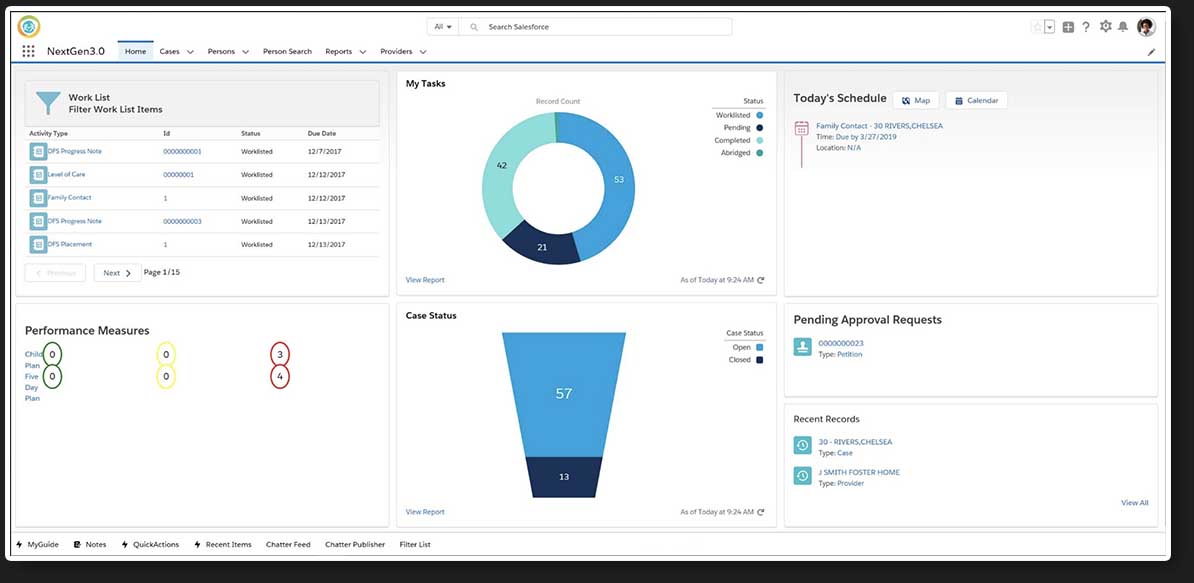 All
Search Salesforce
NextGen3.0
Home
Cases
Persons
Person Search
Reports
Providers
Work List
Filter Work List Items
Activity Type Id Status Due Date
DFS Progress Note 0000000001 Worklisted 12/7/2017
Level of Care 00000001 Worklisted 12/12/2017
Family Contact 1 Worklisted 12/12/2017
DFS Progress Note 0000000003 Worklisted 12/13/2017
DFS Placement 1 Worklisted 12/13/2017
Previous Next Page 1/15
My Tasks
Record Count
Status
Worklisted
Pending
Completed
Abridged
42
53
21
View Report
As of Today at 9:24 AM
Today's Schedule
Map
Calendar
Family Contact - 30 RIVERS,CHELSEA
Time: Due by 3/27/2019
Location: N/A
Performance Measures
Child 0 0 3
Plan
Five 0 0 4
Day
Plan
Case Status
Case Status
Open
Closed
57
13
View Report
As of Today at 9:24 AM
Pending Approval Requests
0000000023
Type: Petition
Recent Records
30 - RIVERS,CHELSEA
Type: Case
J SMITH FOSTER HOME
Type: Provider
View All
MyGuide
Notes
QuickActions
Recent Items
Chatter Feed
Chatter Publisher
Filter List